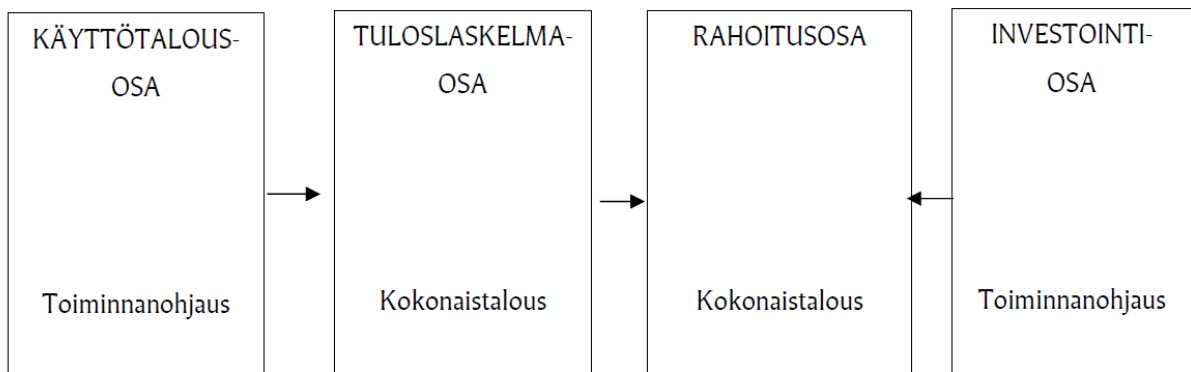 KÄYTTÖTALOUS-
OSA
Toiminnanohjaus
TULOSLASKELMA-
OSA
Kokonaistalous
RAHOITUSOSA
Kokonaistalous
INVESTOINTI-
OSA
Toiminnanohjaus